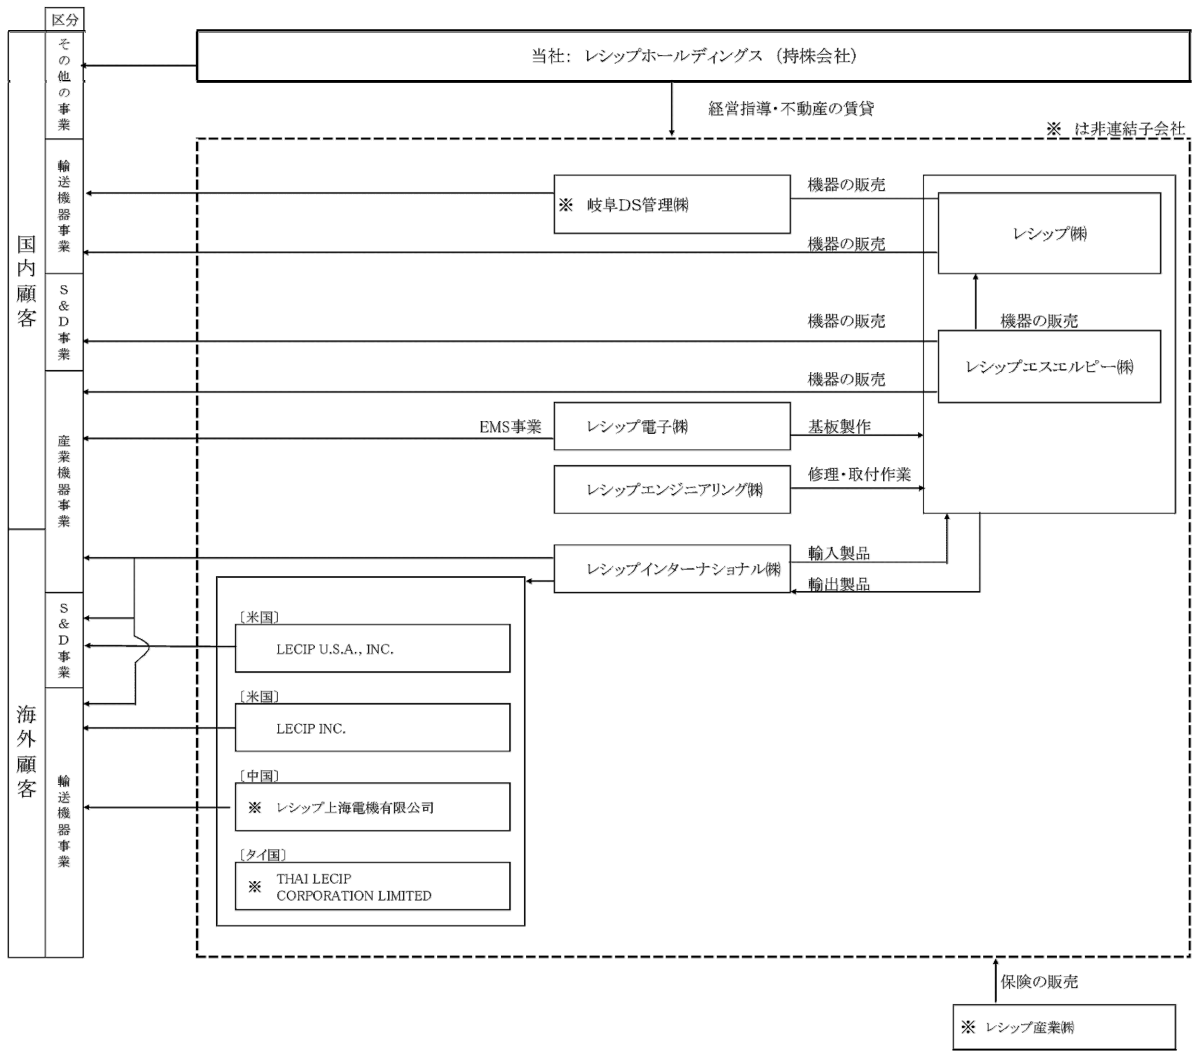 区分
その他の事業
当社： レシップホールディングス （持株会社）
経営指導・不動産の賃貸
※ は非連結子会社
国内顧客
輸送機器事業
※ 岐阜DS管理㈱
機器の販売
レシップ㈱
機器の販売
S&D事業
機器の販売
機器の販売
レシップエスエルピー㈱
機器の販売
産業機器事業
EMS事業
レシップ電子㈱
基板製作
レシップエンジニアリング㈱
修理・取付作業
レシップインターナショナル㈱
輸入製品
輸出製品
海外顧客
S&D事業
〔米国〕
LECIP U.S.A., INC.
〔米国〕
LECIP INC.
輸送機器事業
〔中国〕
※ レシップ上海電機有限公司
〔タイ国〕
※ THAI LECIP
CORPORATION LIMITED
保険の販売
※ レシップ産業㈱